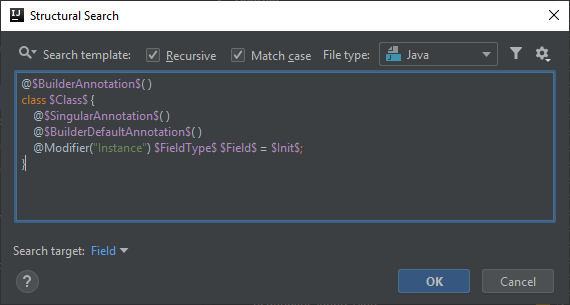 IJ Structural Search
Search template: Recursive Match case File type: Java
@$BuilderAnnotation$( )
class $Class$ {
@$SingularAnnotation$( )
@$BuilderDefaultAnnotation$( )
@Modifier("Instance") $FieldType$ $Field$ = $Init$;
}
Search target: Field
? OK Cancel